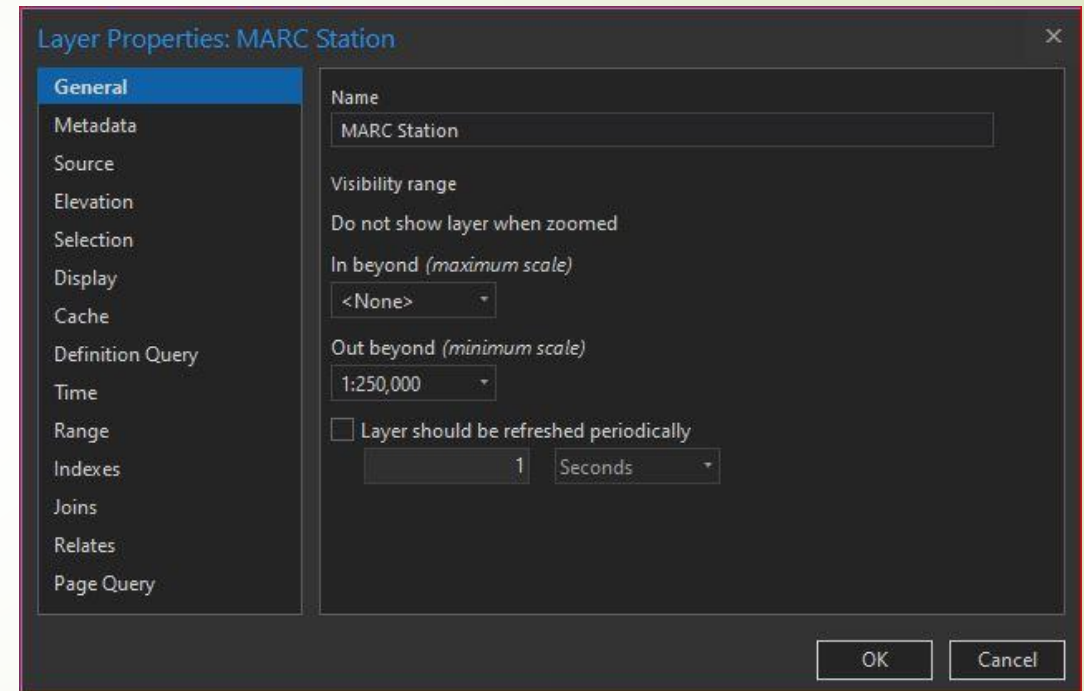 Layer Properties: MARC Station
General
Metadata
Source
Elevation
Selection
Display
Cache
Definition Query
Time
Range
Indexes
Joins
Relates
Page Query
Name
MARC Station
Visibility range
Do not show layer when zoomed
In beyond (maximum scale)
<None>
Out beyond (minimum scale)
1:250,000
Layer should be refreshed periodically
1 Seconds
OK Cancel